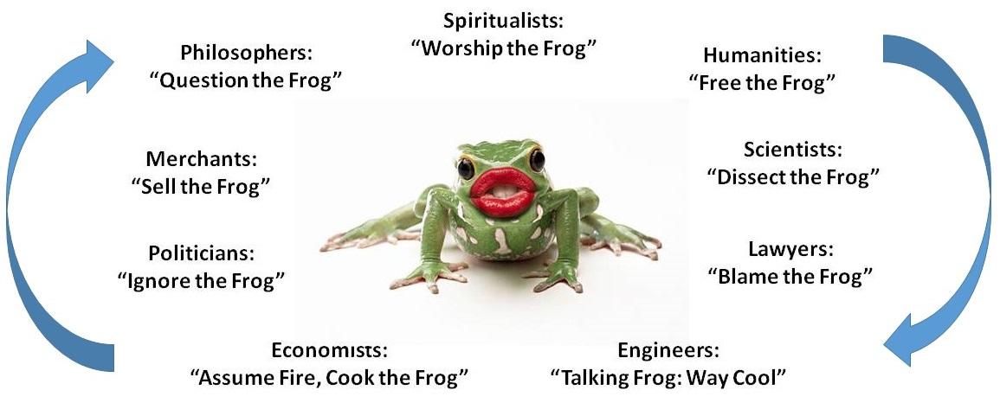 Spiritualists:
“Worship the Frog”
Philosophers:
“Question the Frog”
Humanities:
“Free the Frog”
Merchants:
“Sell the Frog”
Scientists:
“Dissect the Frog”
Politicians:
“Ignore the Frog”
Lawyers:
“Blame the Frog”
Economists:
“Assume Fire, Cook the Frog”
Engineers:
“Talking Frog: Way Cool”